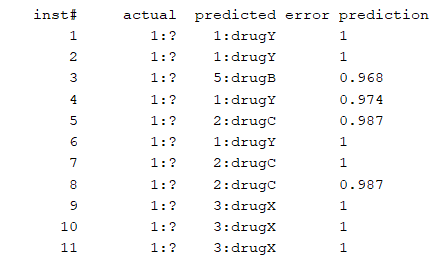 inst# actual predicted error prediction
1 1:? 1:drugY 1
2 1:? 1:drugY 1
3 1:? 5:drugB 0.968
4 1:? 1:drugY 0.974
5 1:? 2:drugC 0.987
6 1:? 1:drugY 1
7 1:? 2:drugC 1
8 1:? 2:drugC 0.987
9 1:? 3:drugX 1
10 1:? 3:drugX 1
11 1:? 3:drugX 1